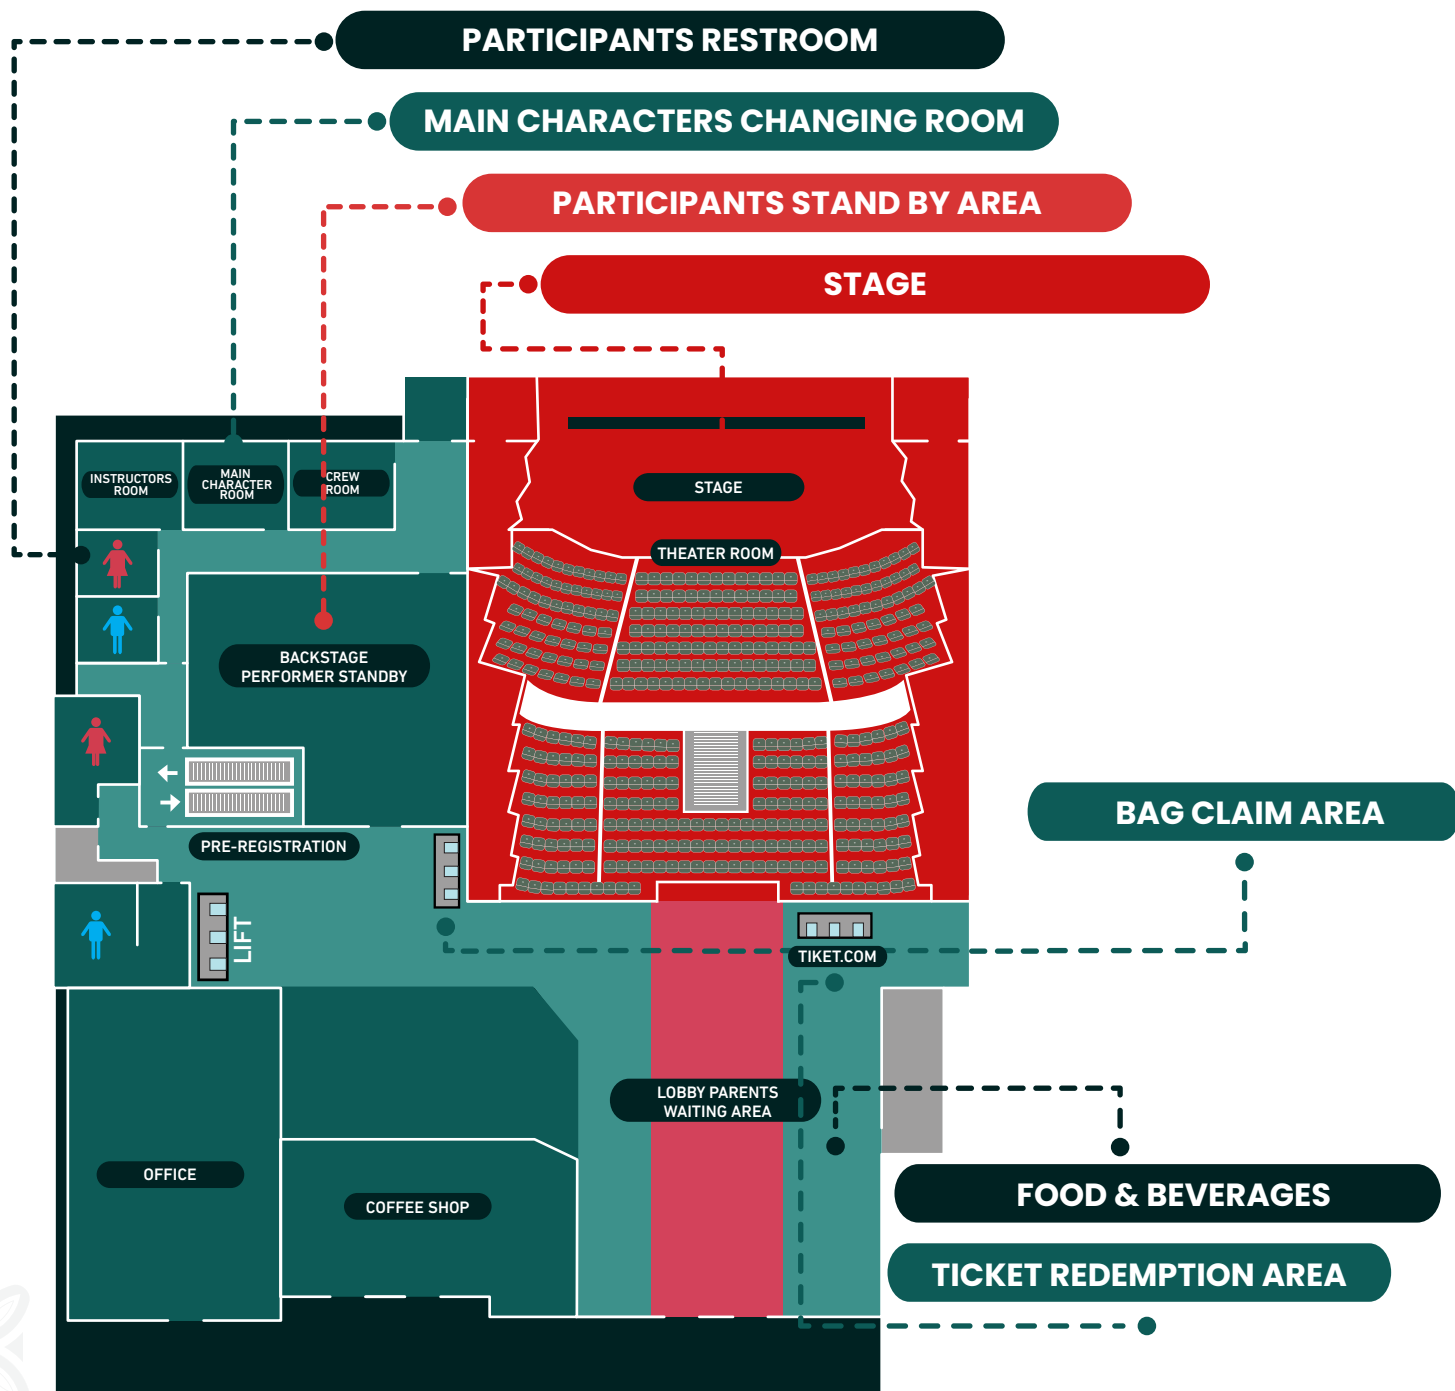 PARTICIPANTS RESTROOM
MAIN CHARACTERS CHANGING ROOM
PARTICIPANTS STAND BY AREA
STAGE
INSTRUCTORS
ROOM
MAIN
CHARACTER
ROOM
CREW
ROOM
STAGE
THEATER ROOM
BACKSTAGE
PERFORMER STANDBY
BAG CLAIM AREA
PRE-REGISTRATION
LIFT
TIKET.COM
LOBBY PARENTS
WAITING AREA
OFFICE
COFFEE SHOP
FOOD & BEVERAGES
TICKET REDEMPTION AREA